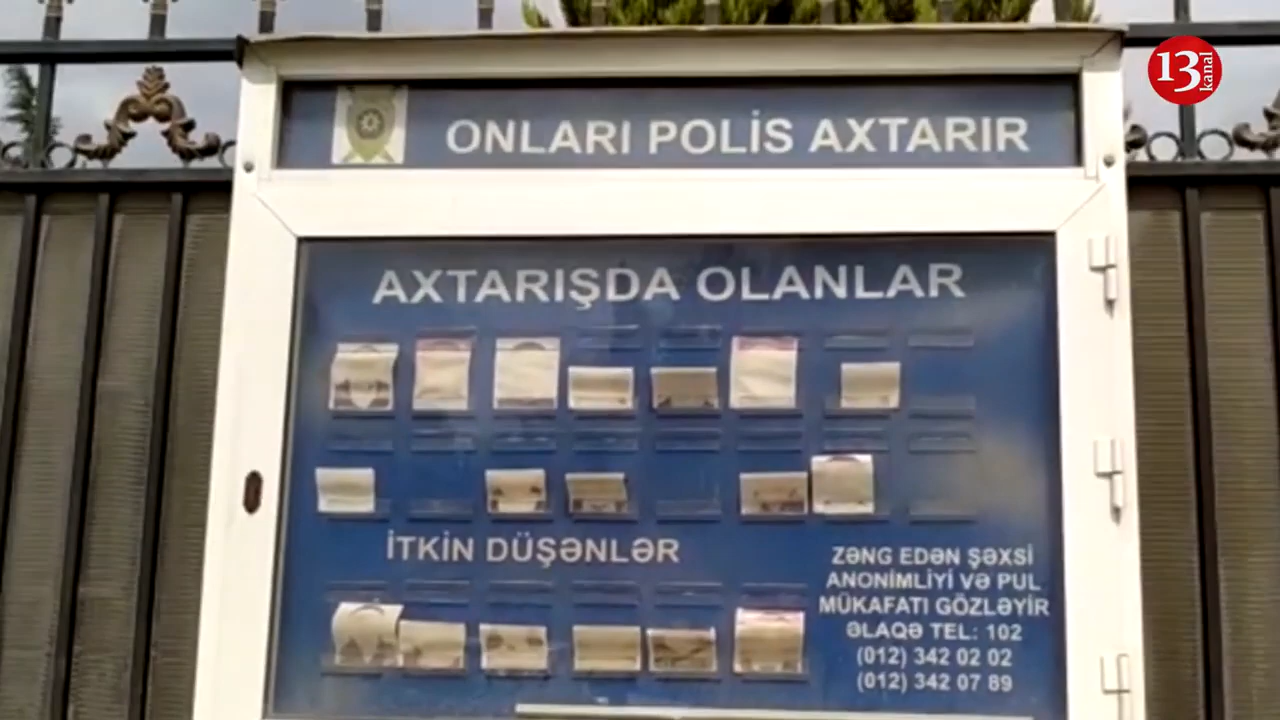 13
kanal
ONLARI POLİS AXTARIR
AXTARIŞDA OLANLAR
İTKİN DÜŞƏNLƏR
ZƏNG EDƏN ŞƏXSİ
ANONİMLİYİ VƏ PUL
MÜKAFATI GÖZLƏYİR
ƏLAQƏ TEL: 102
(012) 342 02 02
(012) 342 07 89